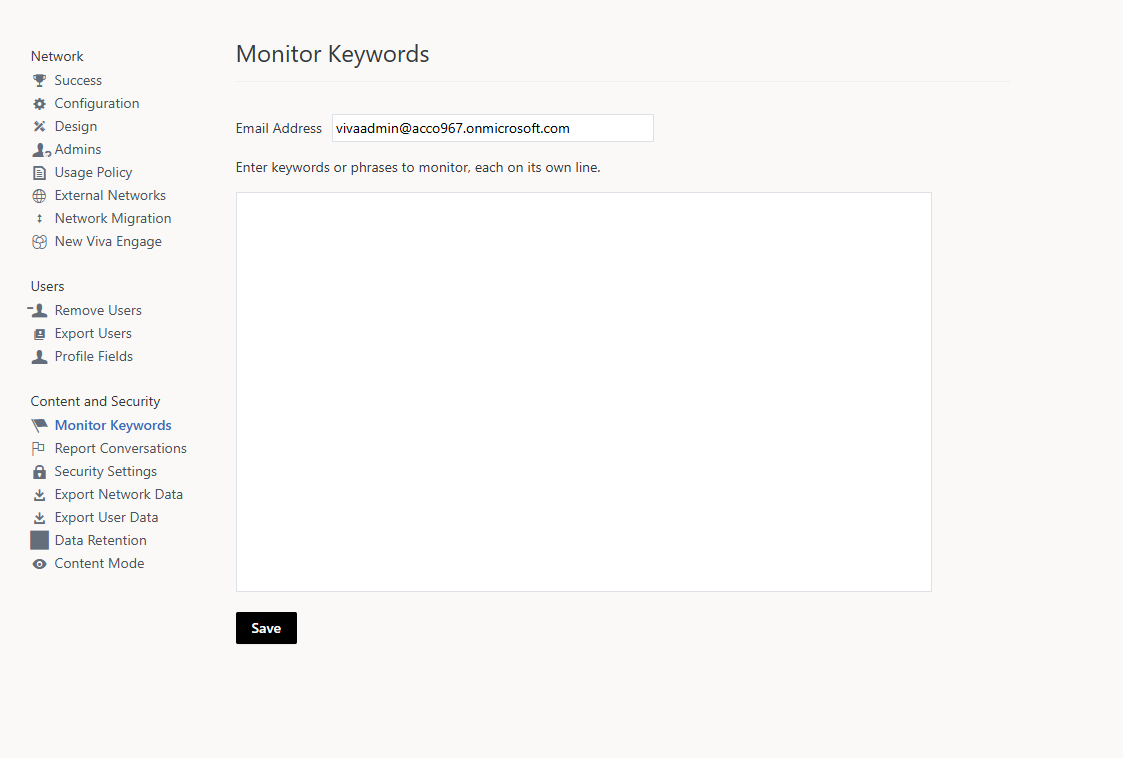 Network
Success
Configuration
Design
Admins
Usage Policy
External Networks
Network Migration
New Viva Engage
Users
Remove Users
Export Users
Profile Fields
Content and Security
Monitor Keywords
Report Conversations
Security Settings
Export Network Data
Export User Data
Data Retention
Content Mode
Monitor Keywords
Email Address vivaadmin@acco967.onmicrosoft.com
Enter keywords or phrases to monitor, each on its own line.
Save